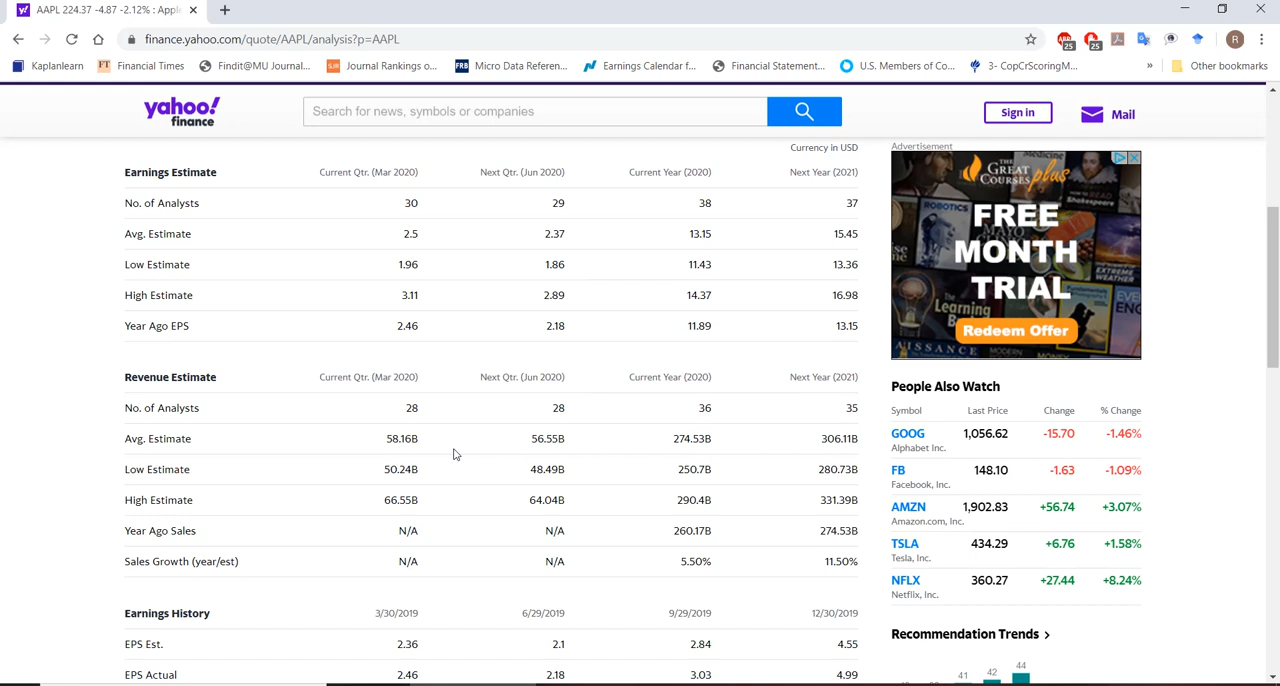 AAPL 224.37 -4.87 -2.12% : Apple
finance.yahoo.com/quote/AAPL/analysis?p=AAPL
25
25
R
Kaplanlearn
FT Financial Times
Findit@MU Journal...
Journal Rankings o...
FRB Micro Data Referen...
Earnings Calendar f...
Financial Statement...
U.S. Members of Co...
3- CopCrScoringM...
»
Other bookmarks
yahoo!
finance
Search for news, symbols or companies
Sign in
Mail
Currency in USD
Earnings Estimate Current Qtr. (Mar 2020) Next Qtr. (Jun 2020) Current Year (2020) Next Year (2021)
No. of Analysts 30 29 38 37
Avg. Estimate 2.5 2.37 13.15 15.45
Low Estimate 1.96 1.86 11.43 13.36
High Estimate 3.11 2.89 14.37 16.98
Year Ago EPS 2.46 2.18 11.89 13.15
Revenue Estimate Current Qtr. (Mar 2020) Next Qtr. (Jun 2020) Current Year (2020) Next Year (2021)
No. of Analysts 28 28 36 35
Avg. Estimate 58.16B 56.55B 274.53B 306.11B
Low Estimate 50.24B 48.49B 250.7B 280.73B
High Estimate 66.55B 64.04B 290.4B 331.39B
Year Ago Sales N/A N/A 260.17B 274.53B
Sales Growth (year/est) N/A N/A 5.50% 11.50%
Earnings History 3/30/2019 6/29/2019 9/29/2019 12/30/2019
EPS Est. 2.36 2.1 2.84 4.55
EPS Actual 2.46 2.18 3.03 4.99
Advertisement
THE
GREAT
COURSES plus
ROBOTICS
FREE
MONTH
TRIAL
Redeem Offer
People Also Watch
Symbol Last Price Change % Change
GOOG 1,056.62 -15.70 -1.46%
Alphabet Inc.
FB 148.10 -1.63 -1.09%
Facebook, Inc.
AMZN 1,902.83 +56.74 +3.07%
Amazon.com, Inc.
TSLA 434.29 +6.76 +1.58%
Tesla, Inc.
NFLX 360.27 +27.44 +8.24%
Netflix, Inc.
Recommendation Trends >
41 42 44